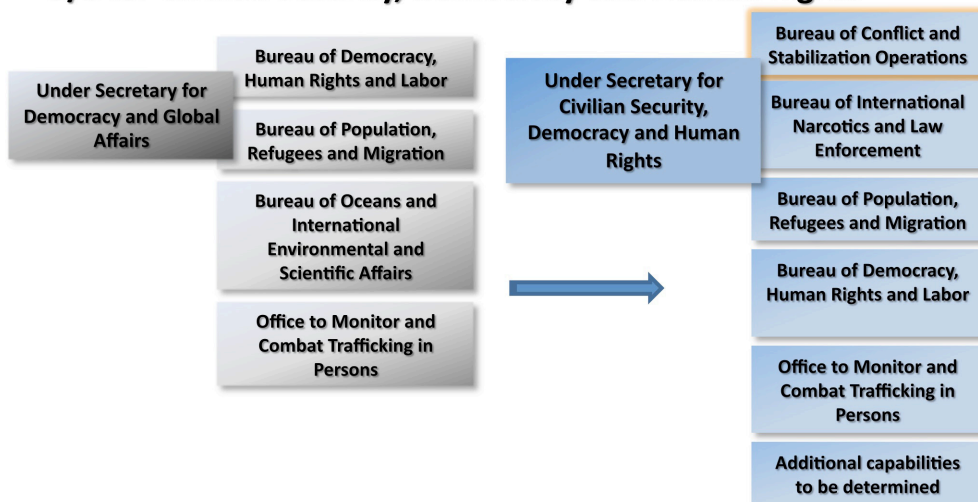 Under Secretary for
Democracy and Global
Affairs
Bureau of Democracy,
Human Rights and Labor
Bureau of Population,
Refugees and Migration
Bureau of Oceans and
International
Environmental and
Scientific Affairs
Office to Monitor and
Combat Trafficking in
Persons
Under Secretary for
Civilian Security,
Democracy and Human
Rights
Bureau of Conflict and
Stabilization Operations
Bureau of International
Narcotics and Law
Enforcement
Bureau of Population,
Refugees and Migration
Bureau of Democracy,
Human Rights and Labor
Office to Monitor and
Combat Trafficking in
Persons
Additional capabilities
to be determined